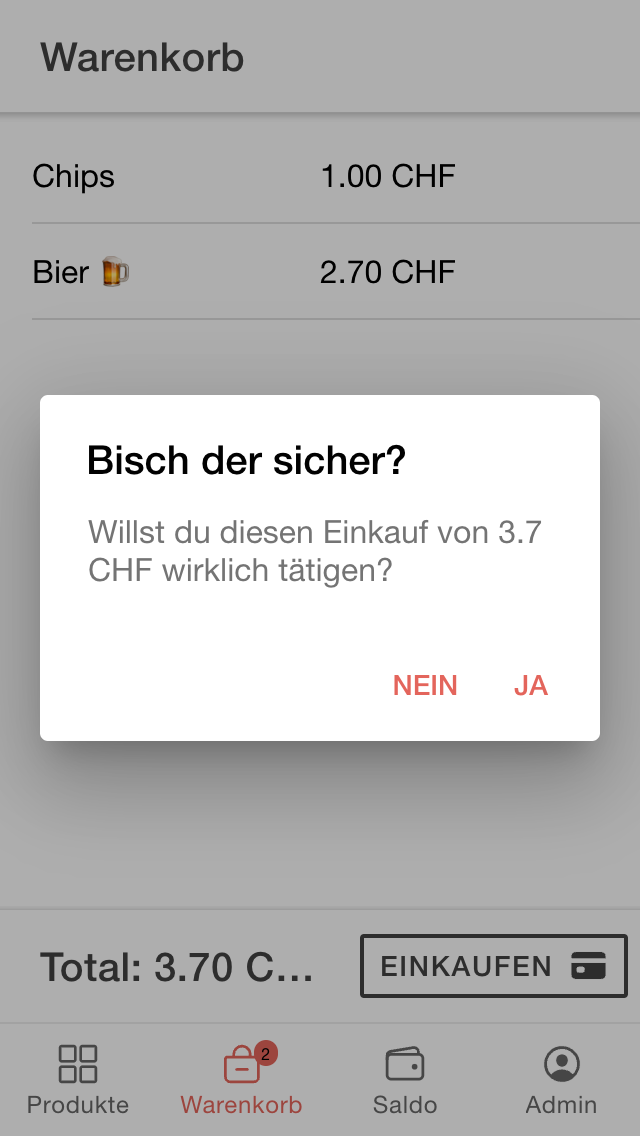 Warenkorb
Chips 1.00 CHF
Bier 🍺 2.70 CHF
Bisch der sicher?
Willst du diesen Einkauf von 3.7
CHF wirklich tätigen?
NEIN JA
Total: 3.70 C... EINKAUFEN
2
Produkte Warenkorb Saldo Admin